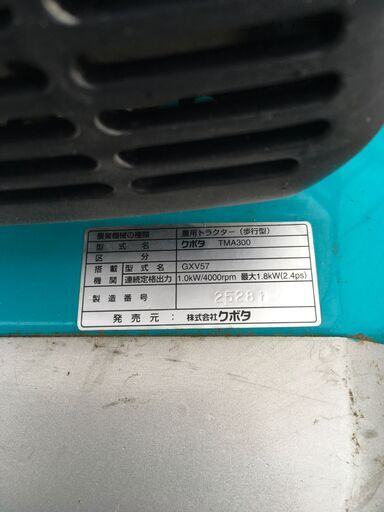 農業機械の種類 農用トラクター(歩行型)
型式名 クボタ TMA300
区分
搭載機関 型式名 GXV57
連続定格出力 1.0kW/4000rpm 最大1.8kW(2.4ps)
製造番号 25281
発売元:株式会社クボタ